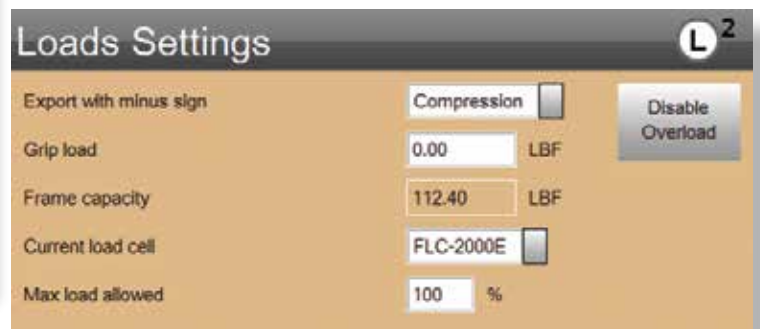 Loads Settings L2
Export with minus sign Compression
Disable
Overload
Grip load 0.00 LBF
Frame capacity 112.40 LBF
Current load cell FLC-2000E
Max load allowed 100 %